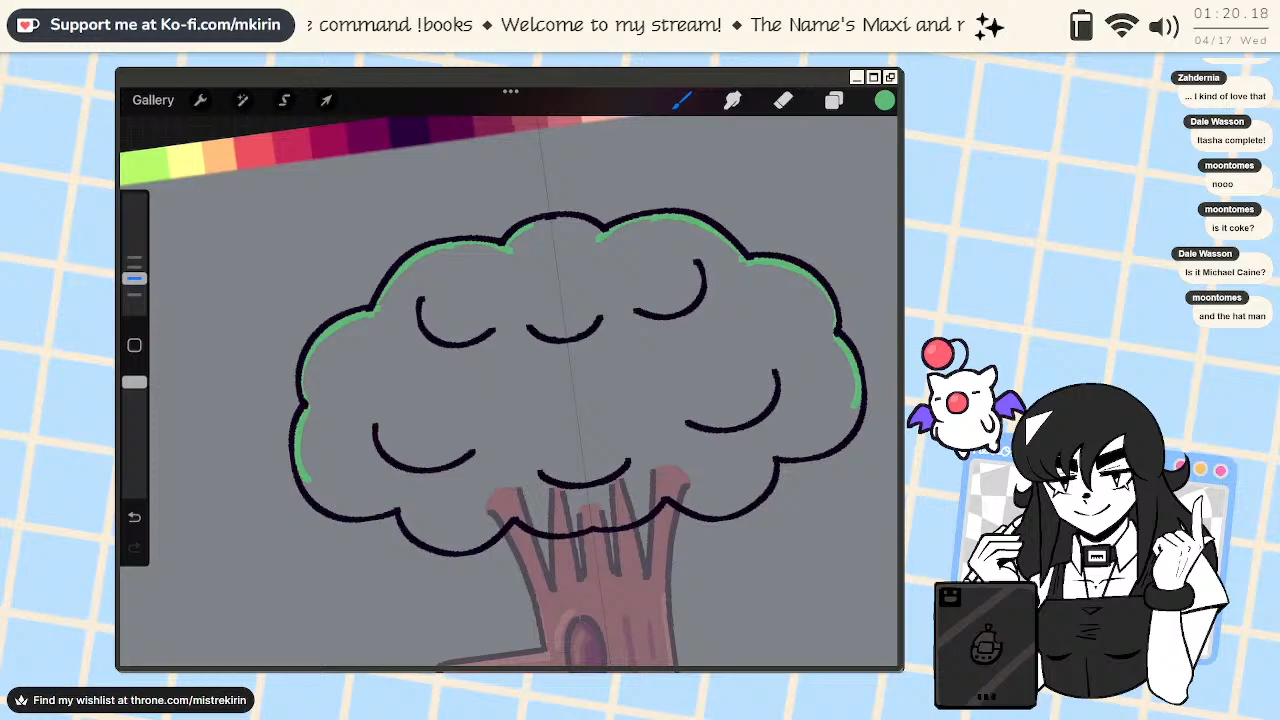 Support me at Ko-fi.com/mkirin
e command !books ◆ Welcome to my stream! ◆ The Name's Maxi and r
01:20.18
04/17 Wed
Gallery
Zahdernia
... I kind of love that
Dale Wasson
Itasha complete!
moontomes
nooo
moontomes
is it coke?
Dale Wasson
Is it Michael Caine?
moontomes
and the hat man
Find my wishlist at throne.com/mistrekirin